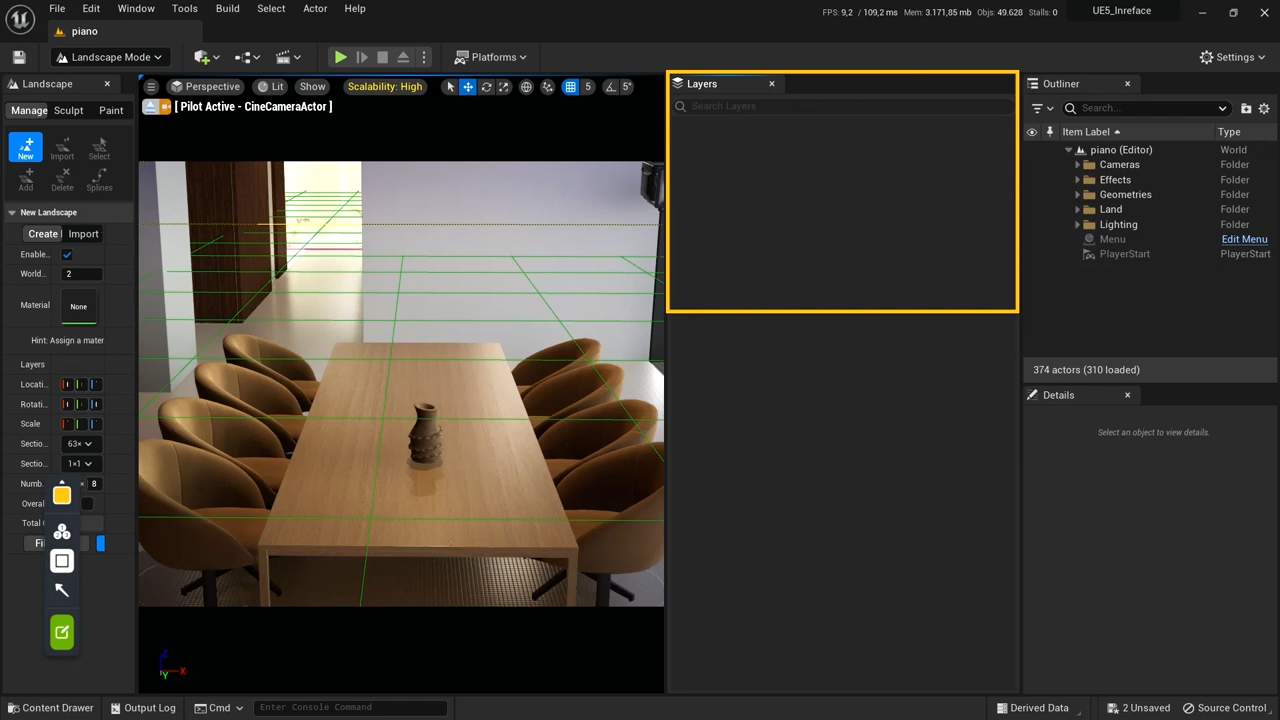 File Edit Window Tools Build Select Actor Help
FPS: 9,2 / 109,2 ms Mem: 3.171,85 mb Objs: 49.628 Stalls: 0
UE5_Inreface
piano
Landscape Mode
Platforms
Settings
Landscape
Perspective
Lit
Show
Scalability: High
5
5°
[ Pilot Active - CineCameraActor ]
Manage Sculpt Paint
New Import Select
Add Delete Splines
New Landscape
Create Import
Enable...
World... 2
Material None
Hint: Assign a mater
Layers
Locati...
Rotati...
Scale
Sectio... 63×
Sectio... 1×1
Numb. × 8
Overal
Total
Fi
X
Y
Z
Layers
Search Layers
Outliner
Search...
Item Label Type
piano (Editor) World
Cameras Folder
Effects Folder
Geometries Folder
Land Folder
Lighting Folder
Menu Edit Menu
PlayerStart PlayerStart
374 actors (310 loaded)
Details
Select an object to view details.
Content Drawer
Output Log
Cmd
Enter Console Command
Derived Data
2 Unsaved
Source Control